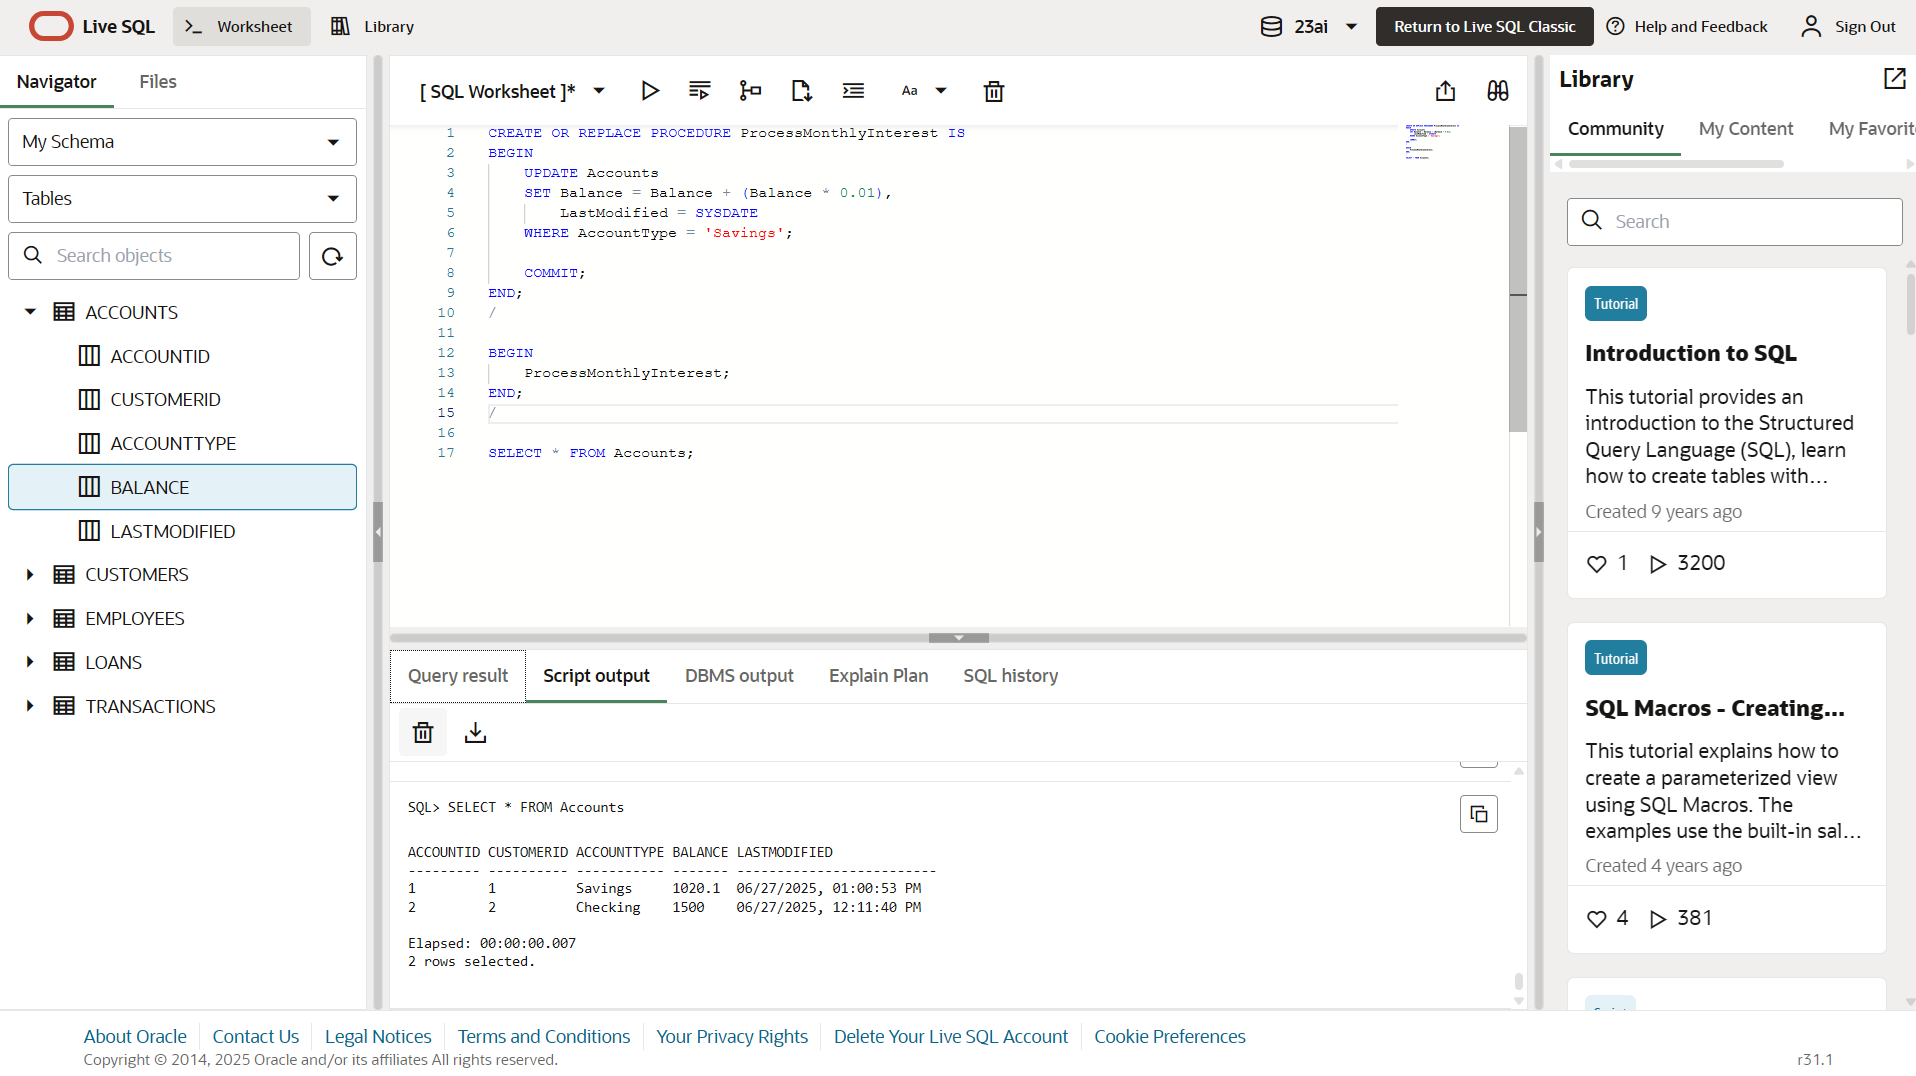 Live SQL
Worksheet
Library
23ai
Return to Live SQL Classic
Help and Feedback
Sign Out
Navigator
Files
My Schema
Tables
Search objects
ACCOUNTS
ACCOUNTID
CUSTOMERID
ACCOUNTTYPE
BALANCE
LASTMODIFIED
CUSTOMERS
EMPLOYEES
LOANS
TRANSACTIONS
[ SQL Worksheet ]*
Aa
1 CREATE OR REPLACE PROCEDURE ProcessMonthlyInterest IS
2 BEGIN
3 UPDATE Accounts
4 SET Balance = Balance + (Balance * 0.01),
5 LastModified = SYSDATE
6 WHERE AccountType = 'Savings';
7
8 COMMIT;
9 END;
10 /
11
12 BEGIN
13 ProcessMonthlyInterest;
14 END;
15 /
16
17 SELECT * FROM Accounts;
Query result
Script output
DBMS output
Explain Plan
SQL history
SQL> SELECT * FROM Accounts
ACCOUNTID CUSTOMERID ACCOUNTTYPE BALANCE LASTMODIFIED
--------- ---------- ----------- ------- -------------------------
1 1 Savings 1020.1 06/27/2025, 01:00:53 PM
2 2 Checking 1500 06/27/2025, 12:11:40 PM
Elapsed: 00:00:00.007
2 rows selected.
Library
Community
My Content
My Favorit
Search
Tutorial
Introduction to SQL
This tutorial provides an
introduction to the Structured
Query Language (SQL), learn
how to create tables with...
Created 9 years ago
1 3200
Tutorial
SQL Macros - Creating...
This tutorial explains how to
create a parameterized view
using SQL Macros. The
examples use the built-in sal...
Created 4 years ago
4 381
About Oracle
Contact Us
Legal Notices
Terms and Conditions
Your Privacy Rights
Delete Your Live SQL Account
Cookie Preferences
Copyright © 2014, 2025 Oracle and/or its affiliates All rights reserved.
r31.1